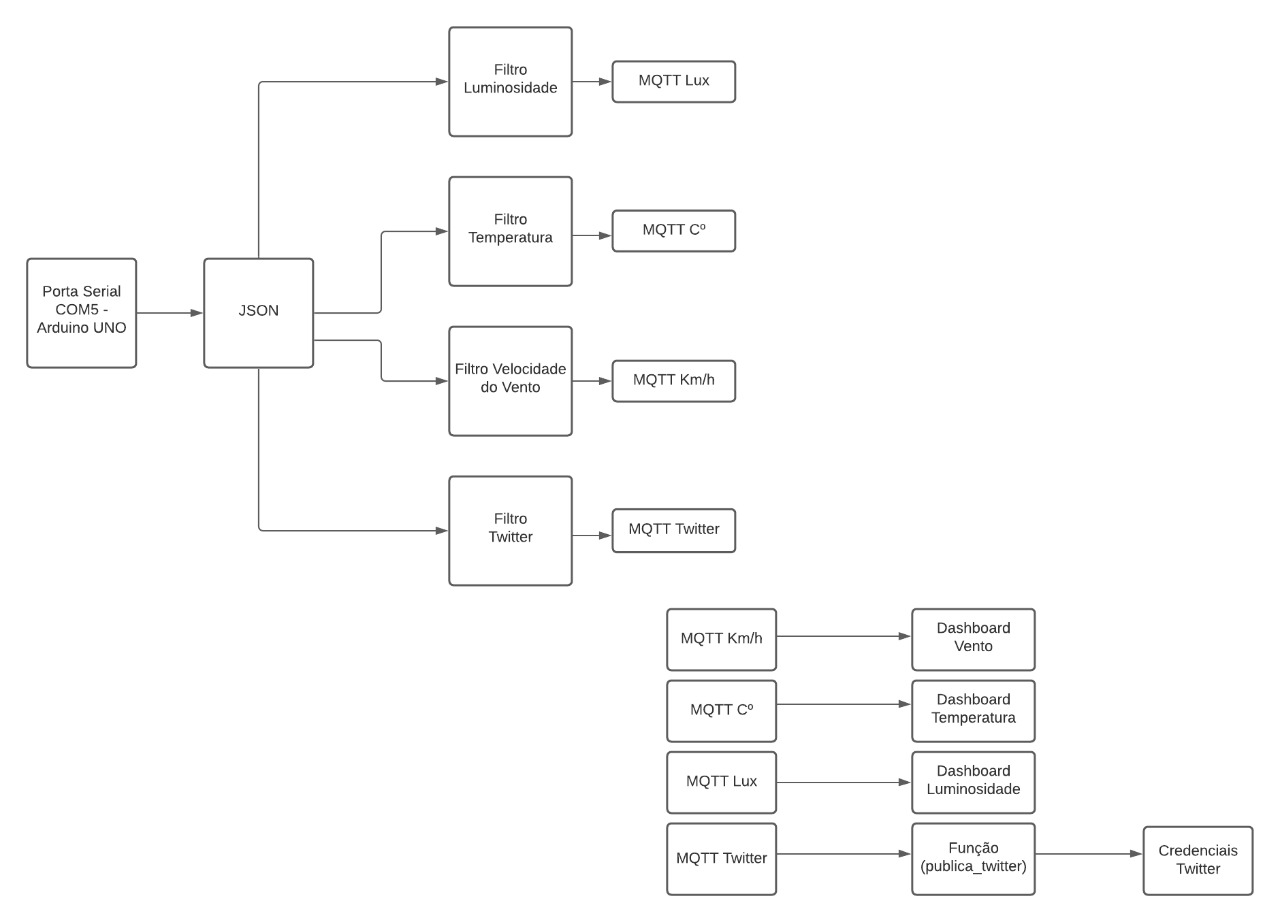 Filtro
Luminosidade
MQTT Lux
Filtro
Temperatura
MQTT Cº
Porta Serial
COM5 -
Arduino UNO
JSON
Filtro Velocidade
do Vento
MQTT Km/h
Filtro
Twitter
MQTT Twitter
MQTT Km/h
Dashboard
Vento
MQTT Cº
Dashboard
Temperatura
MQTT Lux
Dashboard
Luminosidade
MQTT Twitter
Função
(publica_twitter)
Credenciais
Twitter